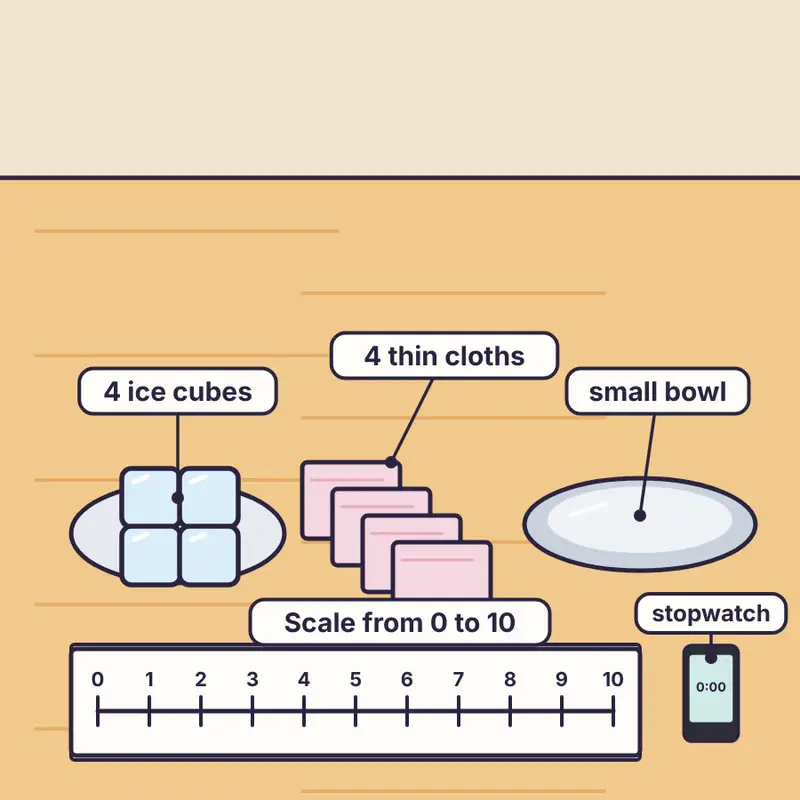 4 thin cloths
4 ice cubes
small bowl
stopwatch
Scale from 0 to 10
0 1 2 3 4 5 6 7 8 9 10
0:00